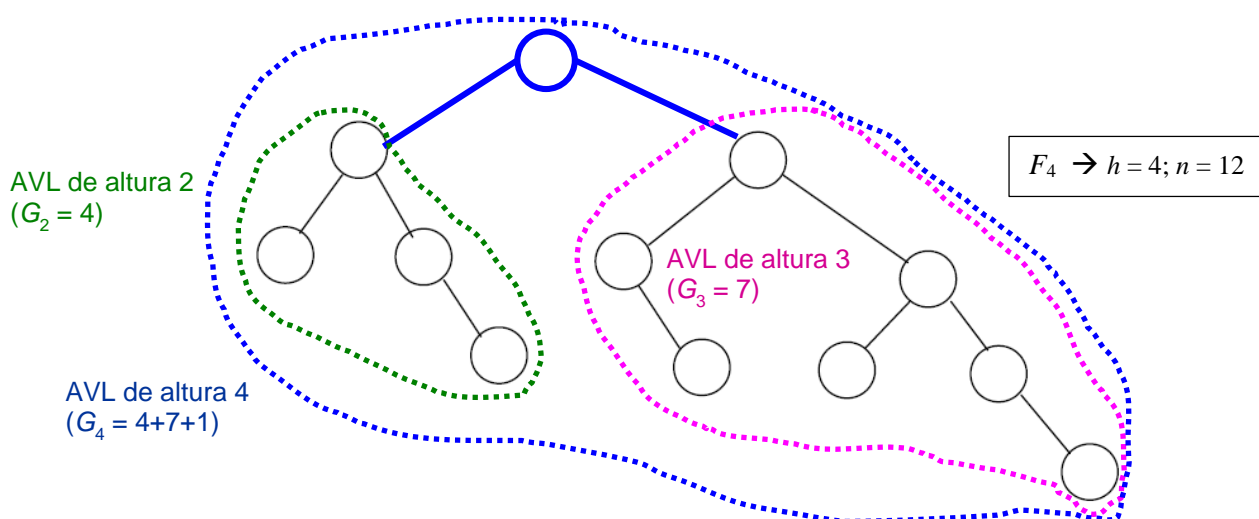 F₄ → h = 4; n = 12
AVL de altura 2
(G₂ = 4)
AVL de altura 3
(G₃ = 7)
AVL de altura 4
(G₄ = 4+7+1)